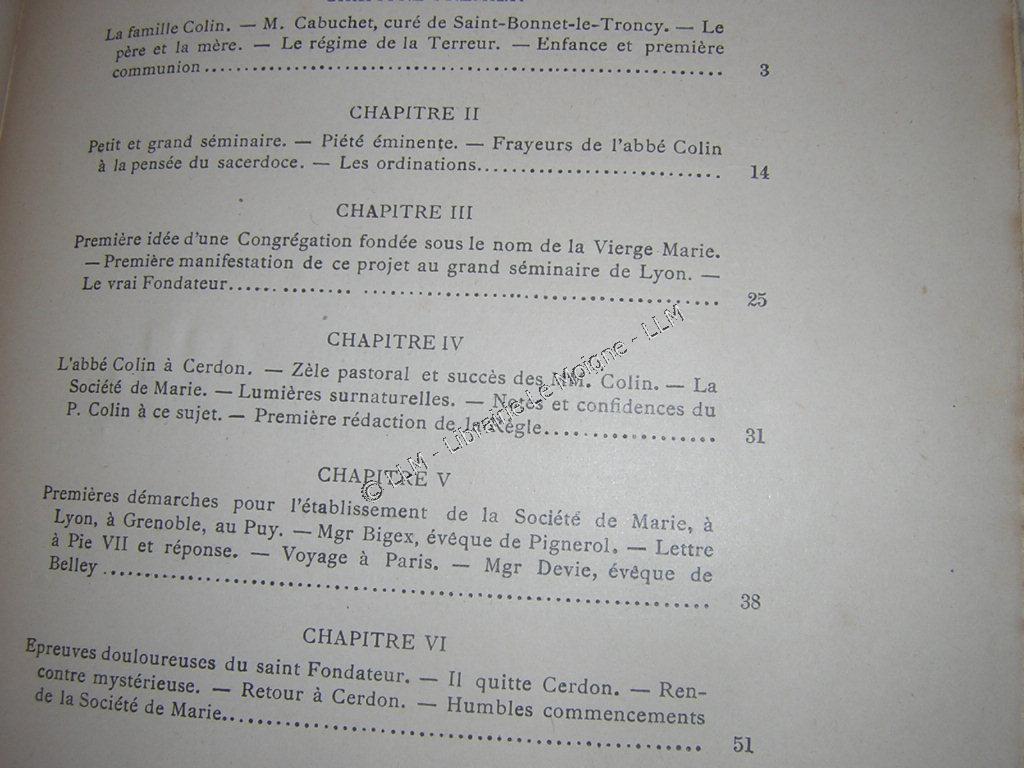 La famille Colin. — M. Cabuchet, curé de Saint-Bonnet-le-Troncy. — Le
père et la mère. — Le régime de la Terreur. — Enfance et première
communion ........................................ 3
CHAPITRE II
Petit et grand séminaire. — Piété éminente. — Frayeurs de l'abbé Colin
à la pensée du sacerdoce. — Les ordinations........................ 14
CHAPITRE III
Première idée d'une Congrégation fondée sous le nom de la Vierge Marie.
— Première manifestation de ce projet au grand séminaire de Lyon. —
Le vrai Fondateur........................................ 25
CHAPITRE IV
L'abbé Colin à Cerdon. — Zèle pastoral et succès des MM. Colin. — La
Société de Marie. — Lumières surnaturelles. — Notes et confidences du
P. Colin à ce sujet. — Première rédaction de la Règle.................. 31
CHAPITRE V
Premières démarches pour l'établissement de la Société de Marie, à
Lyon, à Grenoble, au Puy. — Mgr Bigex, évêque de Pignerol. — Lettre
à Pie VII et réponse. — Voyage à Paris. — Mgr Devie, évêque de
Belley ........................................ 38
CHAPITRE VI
Epreuves douloureuses du saint Fondateur. — Il quitte Cerdon. — Ren-
contre mystérieuse. — Retour à Cerdon. — Humbles commencements
de la Société de Marie........................................ 51
© LLM - Librairie Le Moigne - LLM